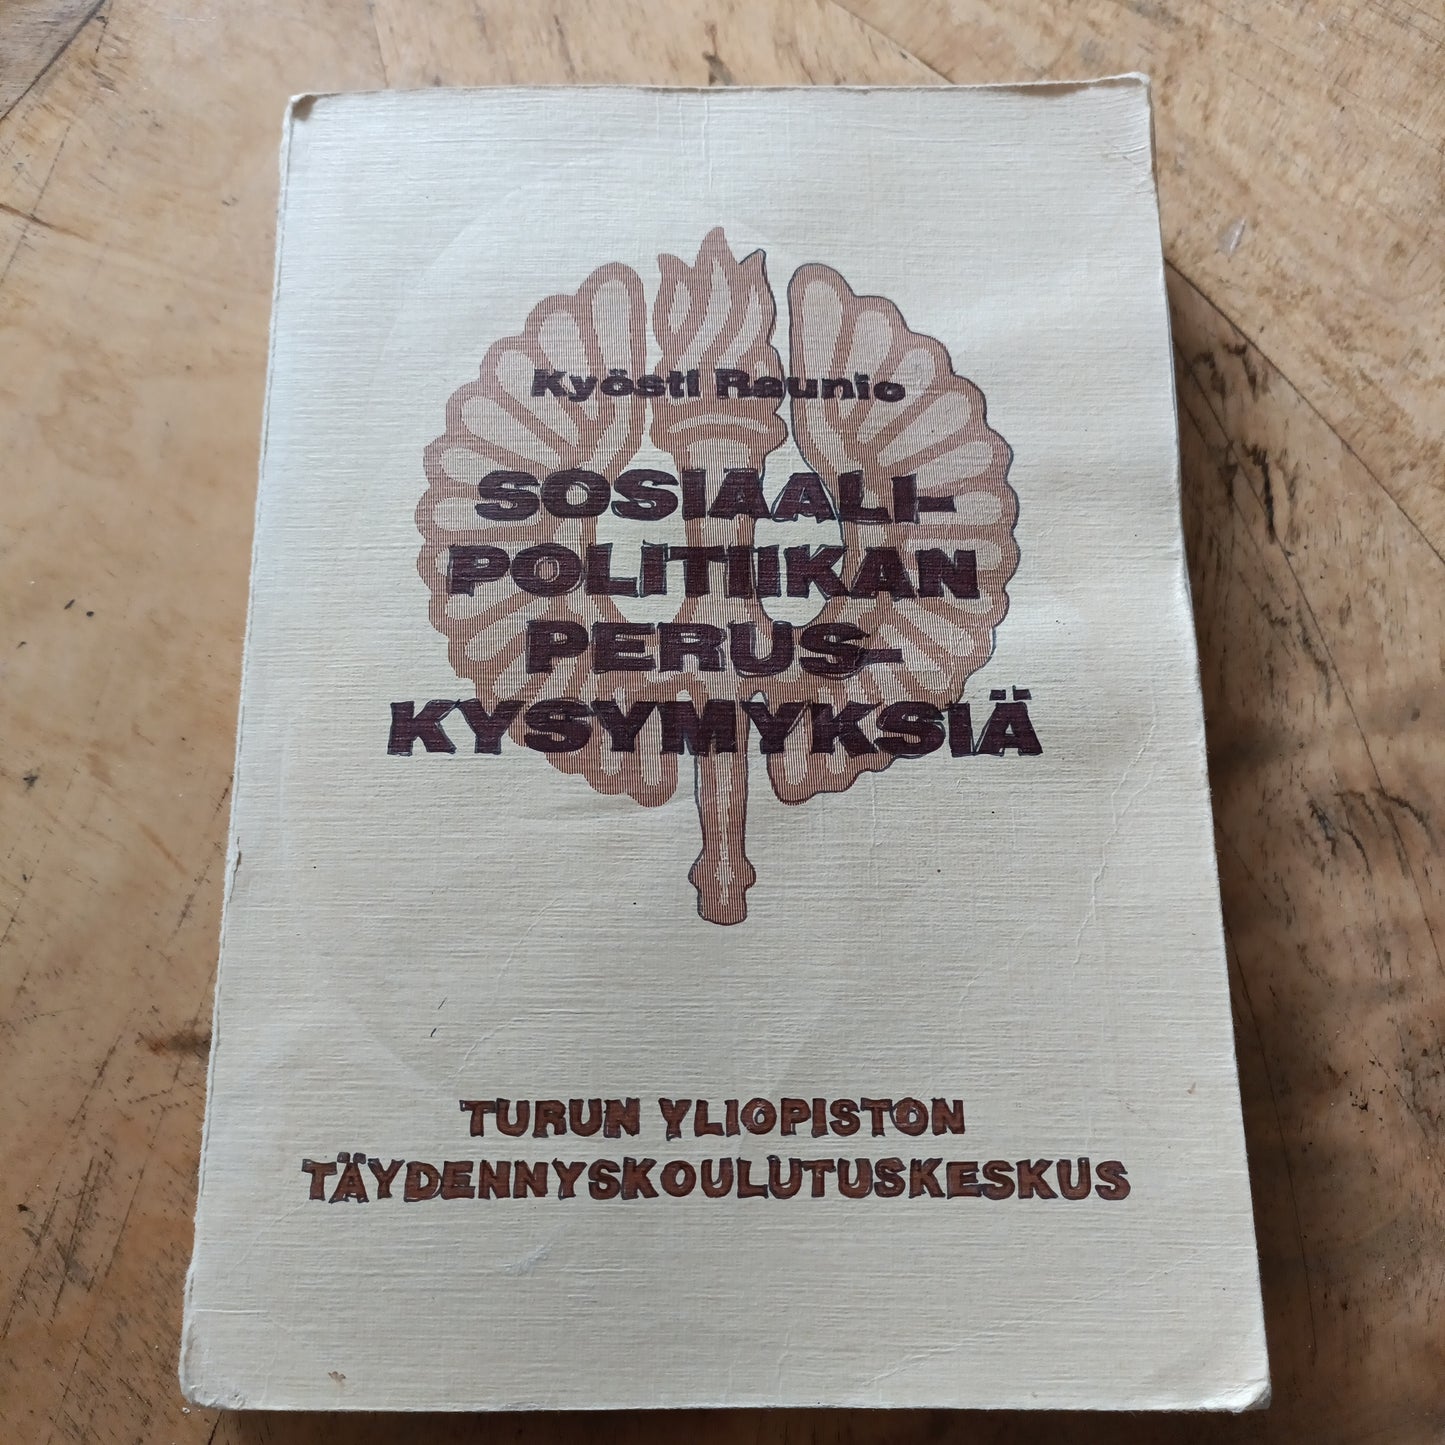 Kyösti Raunio
SOSIAALI-
POLITIIKAN
PERUS-
KYSYMYKSIÄ
TURUN YLIOPISTON
TÄYDENNYSKOULUTUSKESKUS